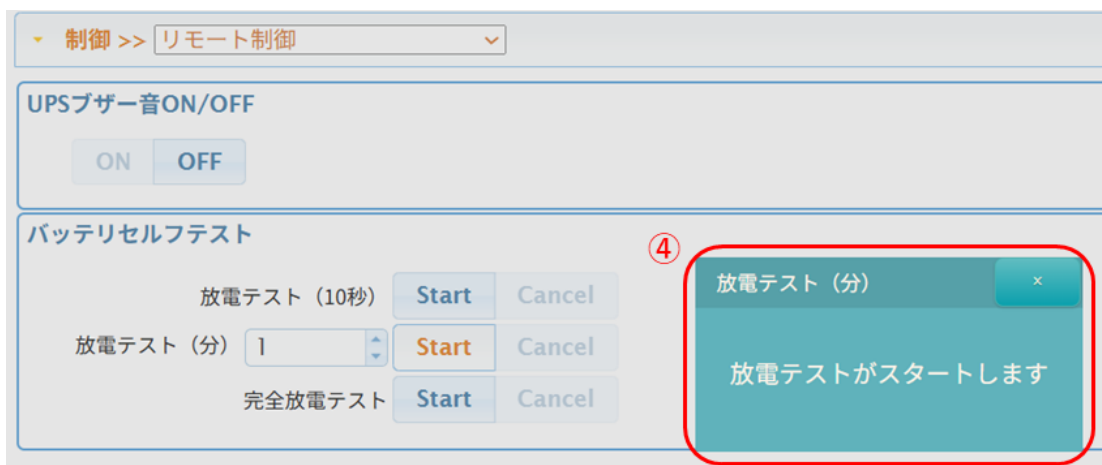 制御 >> リモート制御
UPSブザー音ON/OFF
ON OFF
バッテリセルフテスト
④
放電テスト（分） ×
放電テスト（10秒） Start Cancel
放電テスト（分） 1 Start Cancel
放電テストがスタートします
完全放電テスト Start Cancel